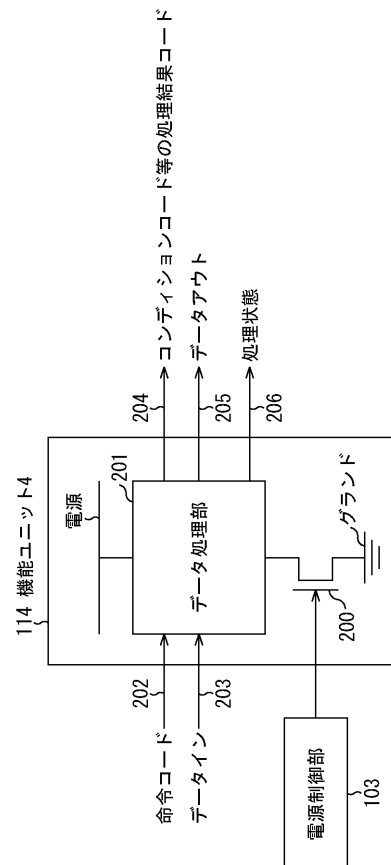 114 機能ユニット4
電源
201
データ処理部
命令コード
202
データイン
203
204
コンディションコード等の処理結果コード
205
データアウト
206
処理状態
グランド
200
電源制御部
103